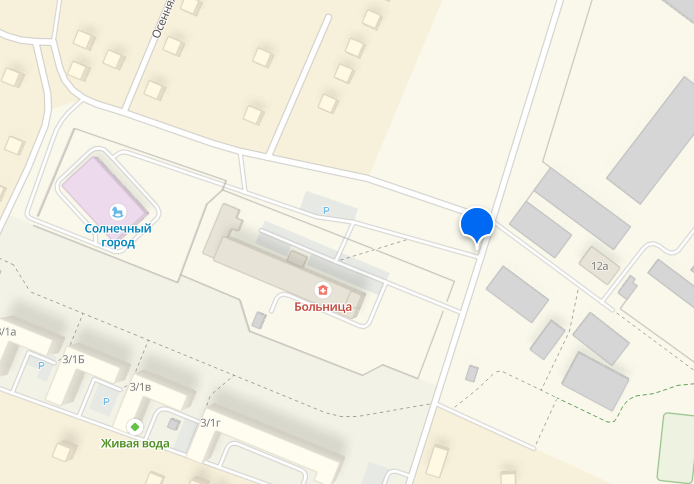 Осенняя
P
Солнечный
город
12а
Больница
3/1а
3/1Б
P
3/1в
P
3/1г
Живая вода